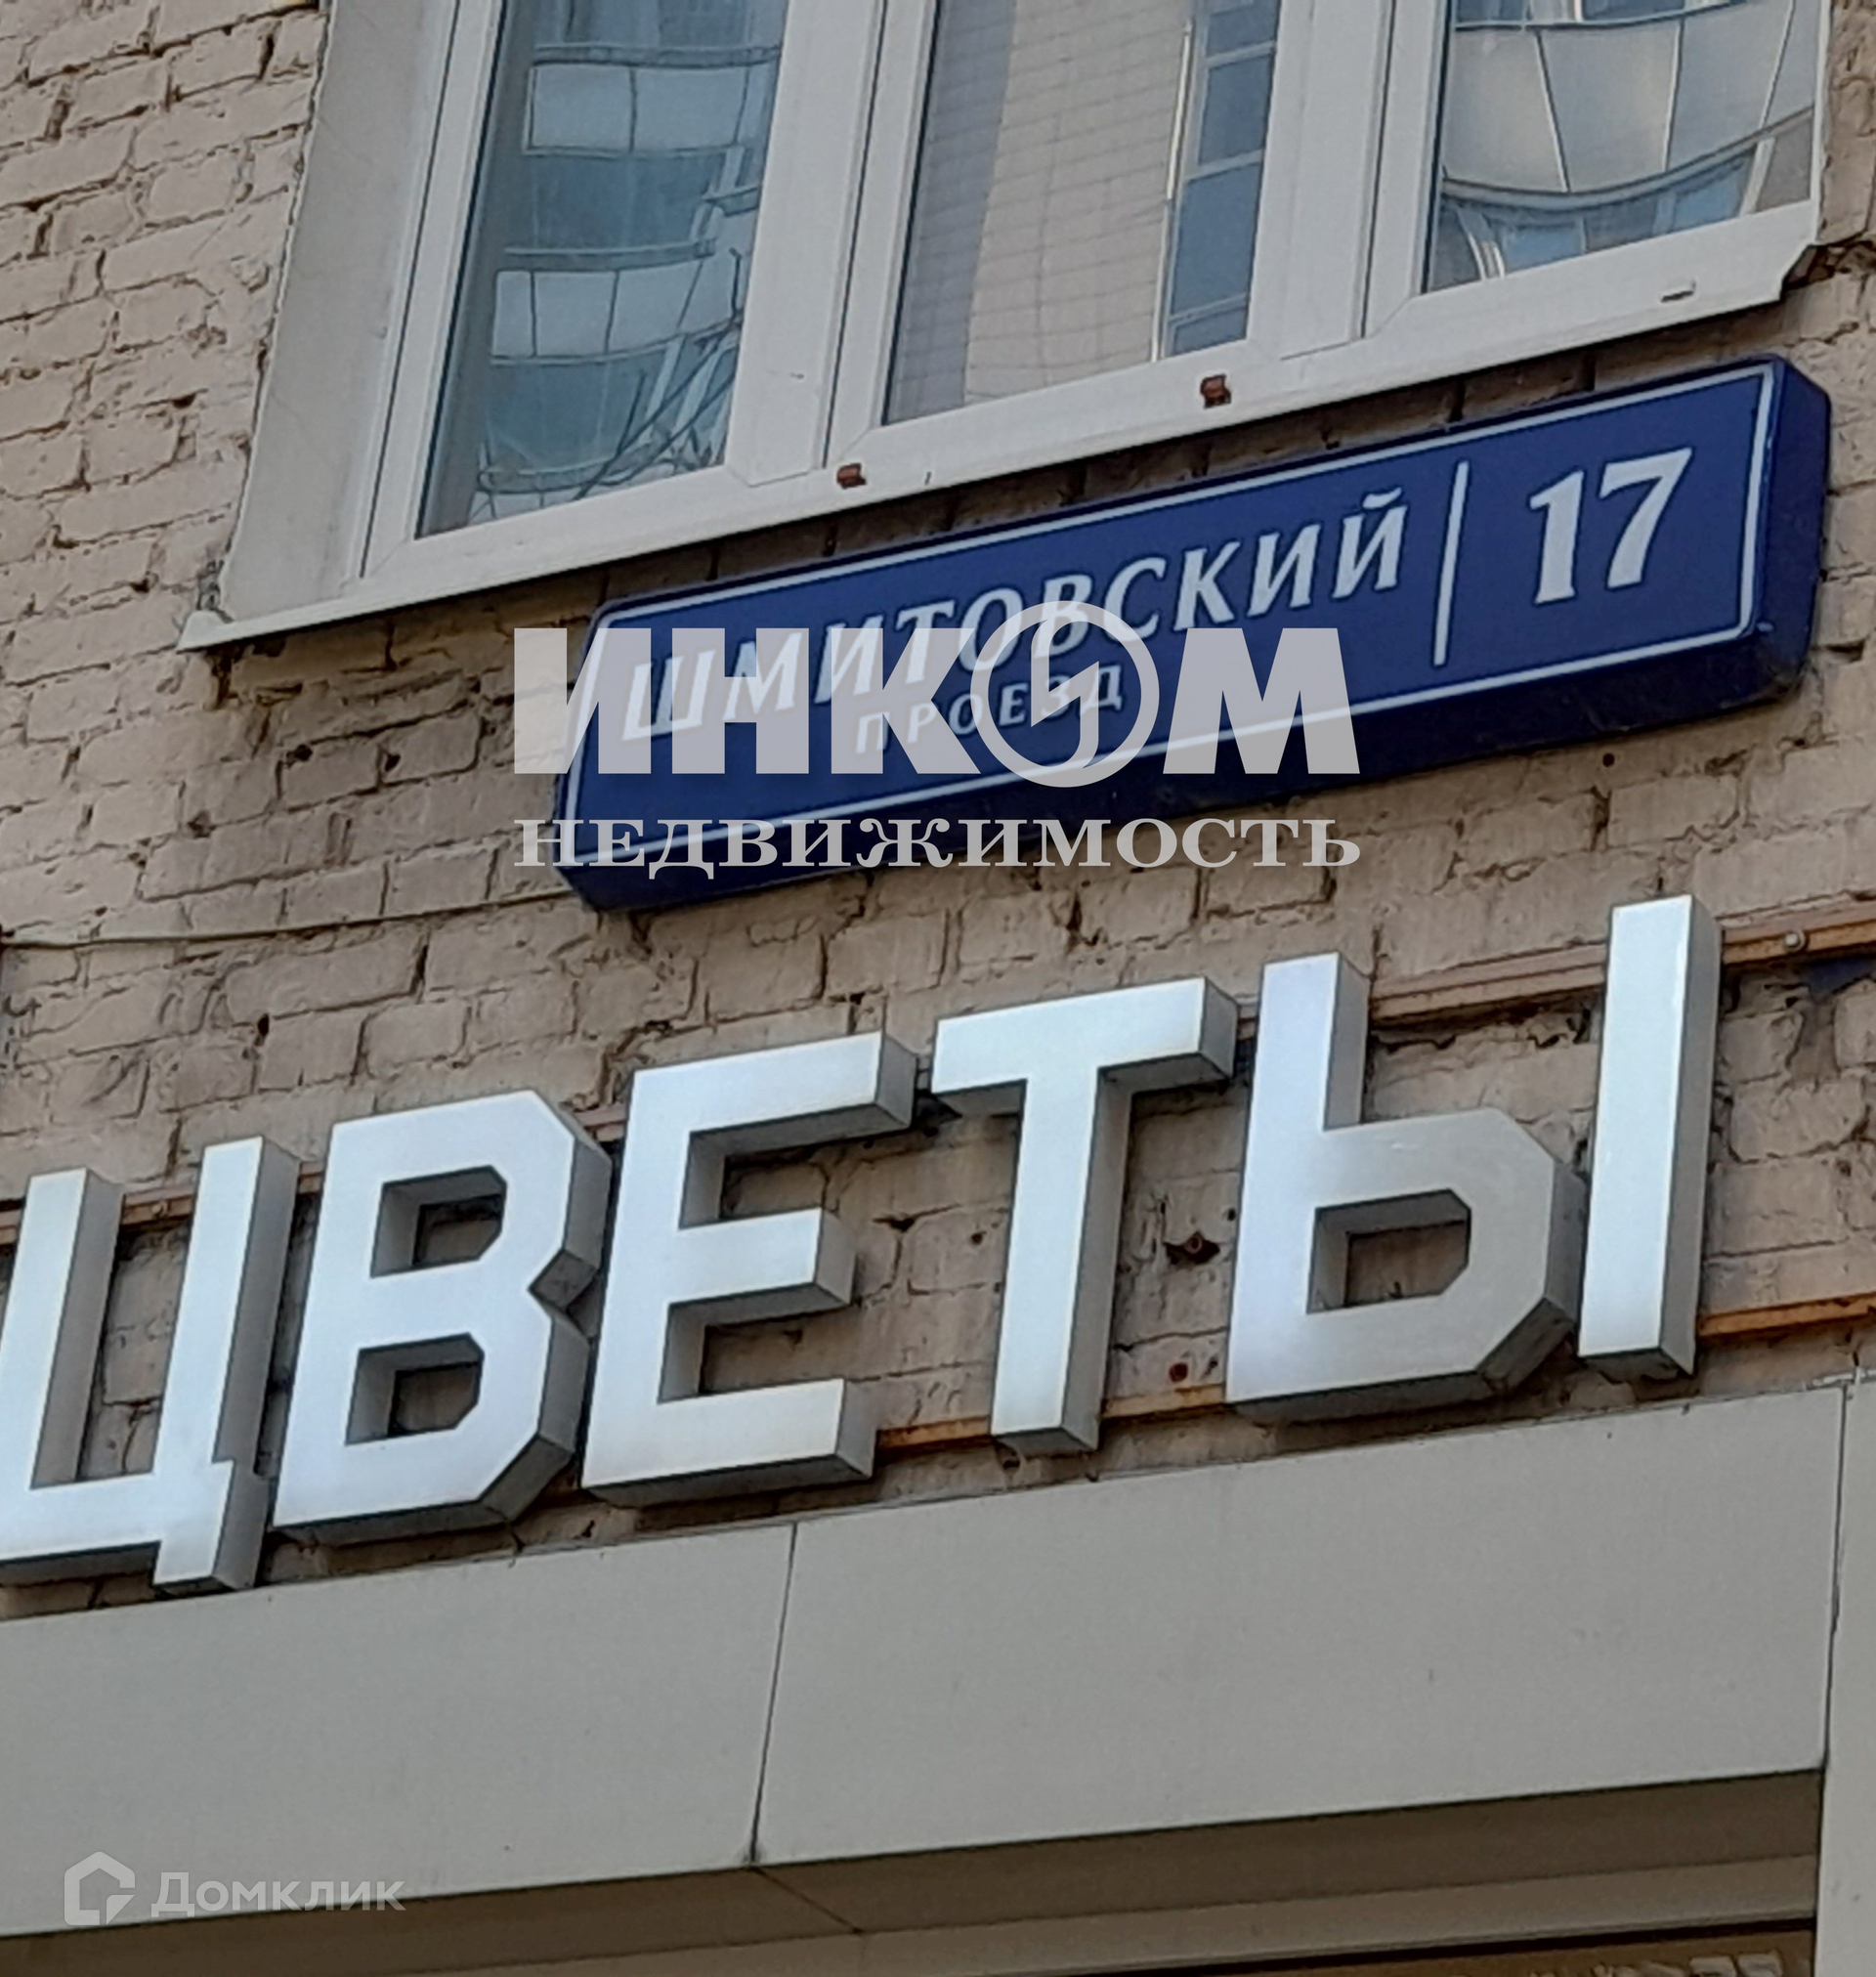 ШМИТОВСКИЙ 17
ПРОЕЗД
ИНКОМ
НЕДВИЖИМОСТЬ
ЦВЕТЫ
Домклик